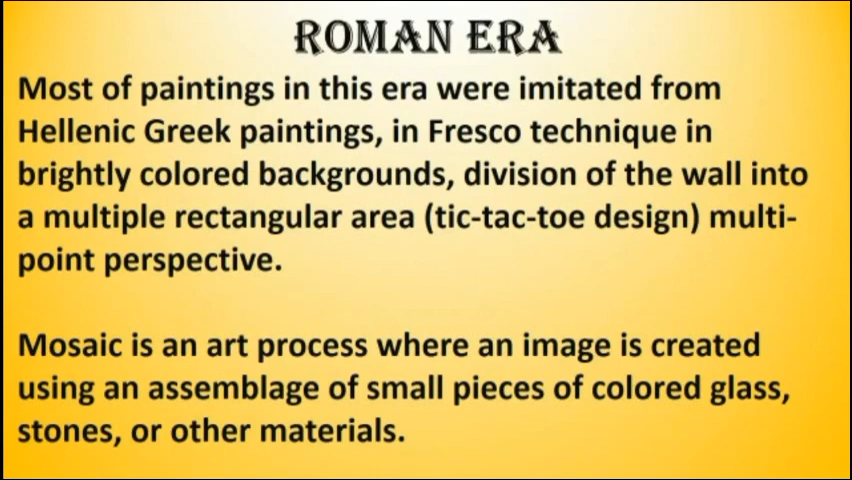 ROMAN ERA
Most of paintings in this era were imitated from
Hellenic Greek paintings, in Fresco technique in
brightly colored backgrounds, division of the wall into
a multiple rectangular area (tic-tac-toe design) multi-
point perspective.
Mosaic is an art process where an image is created
using an assemblage of small pieces of colored glass,
stones, or other materials.